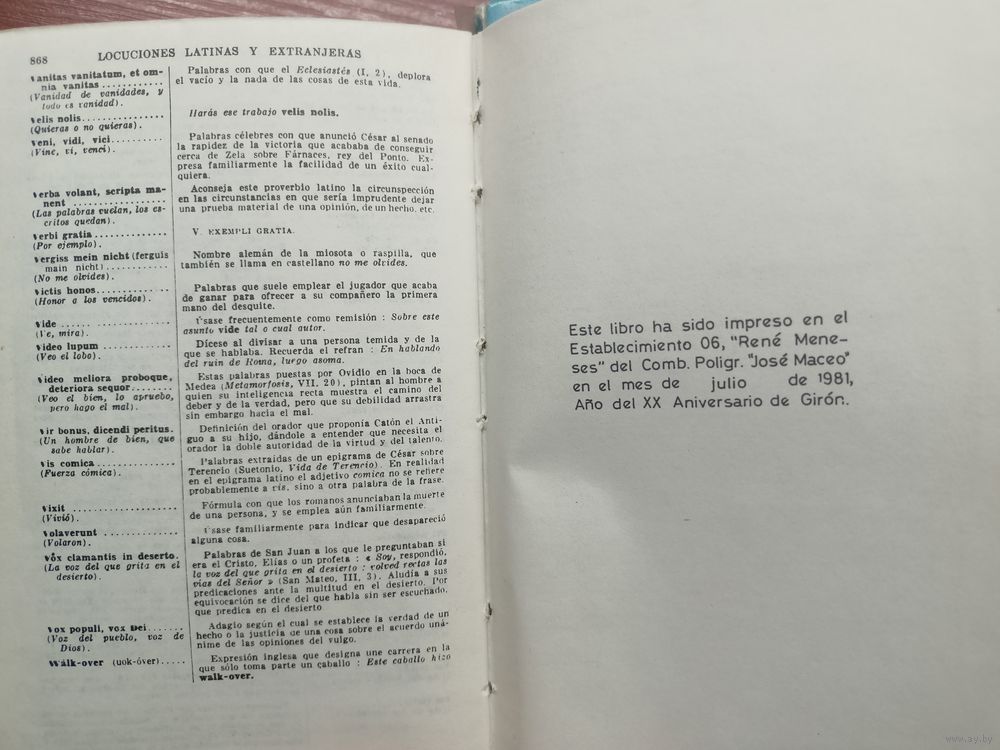 868 LOCUCIONES LATINAS Y EXTRANJERAS
Vanitas vanitatum, et om-
nia vanitas ...........
(Vanidad de vanidades, y
todo es vanidad).
Palabras con que el Eclesiastés (I, 2), deplora
el vacío y la nada de las cosas de esta vida.
Velis nolis..............
(Quieras o no quieras).
Harás ese trabajo velis nolis.
Veni, vidi, vici..........
(Vine, vi, vencí).
Palabras célebres con que anunció César al senado
la rapidez de la victoria que acababa de conseguir
cerca de Zela sobre Fárnaces, rey del Ponto. Ex-
presa familiarmente la facilidad de un éxito cual-
quiera.
Verba volant, scripta ma-
nent .................
(Las palabras vuelan, los es-
critos quedan).
Aconseja este proverbio latino la circunspección
en las circunstancias en que sería imprudente dejar
una prueba material de una opinión, de un hecho, etc.
Verbi gratia.............
(Por ejemplo).
V. EXEMPLI GRATIA.
Vergiss mein nicht (ferguis
main nicht)...........
(No me olvides).
Nombre alemán de la miosota o raspilla, que
también se llama en castellano no me olvides.
Victis honos.............
(Honor a los vencidos).
Palabras que suele emplear el jugador que acaba
de ganar para ofrecer a su compañero la primera
mano del desquite.
Vide ...... .............
(Ve, mira).
Úsase frecuentemente como remisión : Sobre este
asunto vide tal o cual autor.
Video lupum ............
(Veo el lobo).
Dícese al divisar a una persona temida y de la
que se hablaba. Recuerda el refran : En hablando
del ruin de Roma, luego asoma.
Video meliora proboque,
deteriora sequor........
(Veo el bien, lo apruebo,
pero hago el mal).
Estas palabras puestas por Ovidio en la boca de
Medea (Metamorfosis, VII, 20), pintan al hombre a
quien su inteligencia recta muestra el camino del
deber y de la verdad, pero que su debilidad arrastra
sin embargo hacia el mal.
Vir bonus, dicendi peritus.
(Un hombre de bien, que
sabe hablar).
Definición del orador que proponía Catón el Anti-
guo a su hijo, dándole a entender que necesita el
orador la doble autoridad de la virtud y del talento.
Vis comica ..............
(Fuerza cómica).
Palabras extraidas de un epigrama de César sobre
Terencio (Suetonio, Vida de Terencio). En realidad
en el epigrama latino el adjetivo comica no se refiere
probablemente a vis, sino a otra palabra de la frase.
Vixit ...................
(Vivió).
Fórmula con que los romanos anunciaban la muerte
de una persona, y se emplea aún familiarmente.
Volaverunt ..............
(Volaron).
Úsase familiarmente para indicar que desapareció
alguna cosa.
Vox clamantis in deserto.
(La voz del que grita en el
desierto).
Palabras de San Juan a los que le preguntaban si
era el Cristo, Elías o un profeta : « Soy, respondió,
la voz del que grita en el desierto : volved rectas las
vías del Señor » (San Mateo, III, 3). Aludía a sus
predicaciones ante la multitud en el desierto. Por
equivocación se dice del que habla sin ser escuchado,
que predica en el desierto
Vox populi, vox Dei.......
(Voz del pueblo, voz de
Dios).
Adagio según el cual se establece la verdad de un
hecho o la justicia de una cosa sobre el acuerdo uná-
nime de las opiniones del vulgo.
Walk-over (uok-óver).....
Expresión inglesa que designa una carrera en la
que sólo toma parte un caballo : Este caballo hizo
walk-over.
Este libro ha sido impreso en el
Establecimiento 06, "René Mene-
ses" del Comb. Poligr. "José Maceo"
en el mes de julio de 1981,
Año del XX Aniversario de Girón.
www.ay.by